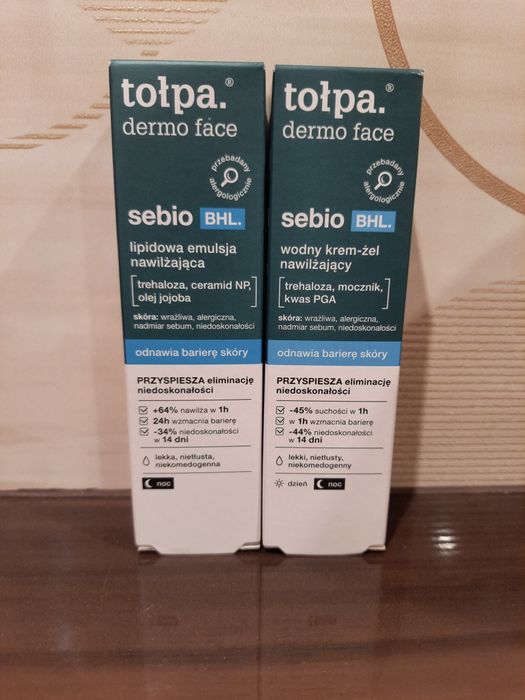 tołpa.®
dermo face
przebadany
alergologicznie
sebio BHL.
lipidowa emulsja
nawilżająca
trehaloza, ceramid NP,
olej jojoba
skóra: wrażliwa, alergiczna,
nadmiar sebum, niedoskonałości
odnawia barierę skóry
PRZYSPIESZA eliminację
niedoskonałości
+64% nawilża w 1h
24h wzmacnia barierę
-34% niedoskonałości
w 14 dni
lekka, nietłusta,
niekomedogenna
noc
tołpa.®
dermo face
przebadany
alergologicznie
sebio BHL.
wodny krem-żel
nawilżający
trehaloza, mocznik,
kwas PGA
skóra: wrażliwa, alergiczna,
nadmiar sebum, niedoskonałości
odnawia barierę skóry
PRZYSPIESZA eliminację
niedoskonałości
-45% suchości w 1h
w 1h wzmacnia barierę
-44% niedoskonałości
w 14 dni
lekki, nietłusty,
niekomedogenny
dzień noc